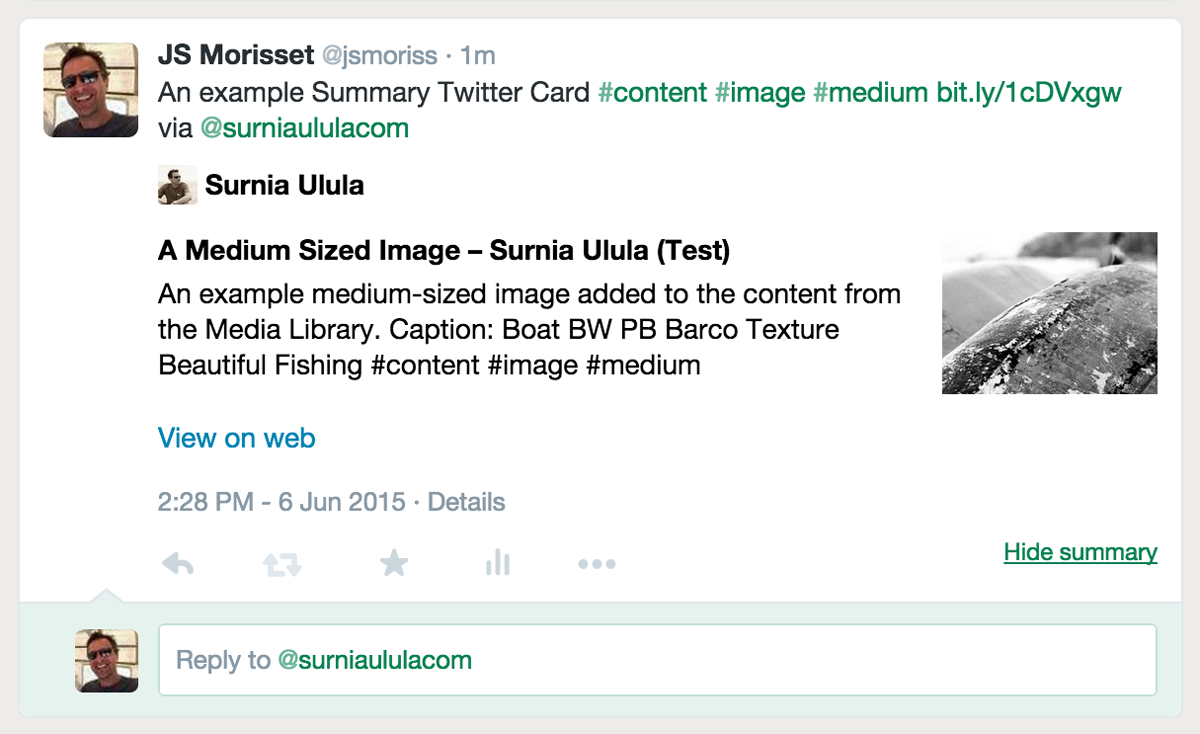 JS Morisset @jsmoriss · 1m
An example Summary Twitter Card #content #image #medium bit.ly/1cDVxgw
via @surniaululacom
Surnia Ulula
A Medium Sized Image – Surnia Ulula (Test)
An example medium-sized image added to the content from
the Media Library. Caption: Boat BW PB Barco Texture
Beautiful Fishing #content #image #medium
View on web
2:28 PM - 6 Jun 2015 · Details
Hide summary
Reply to @surniaululacom